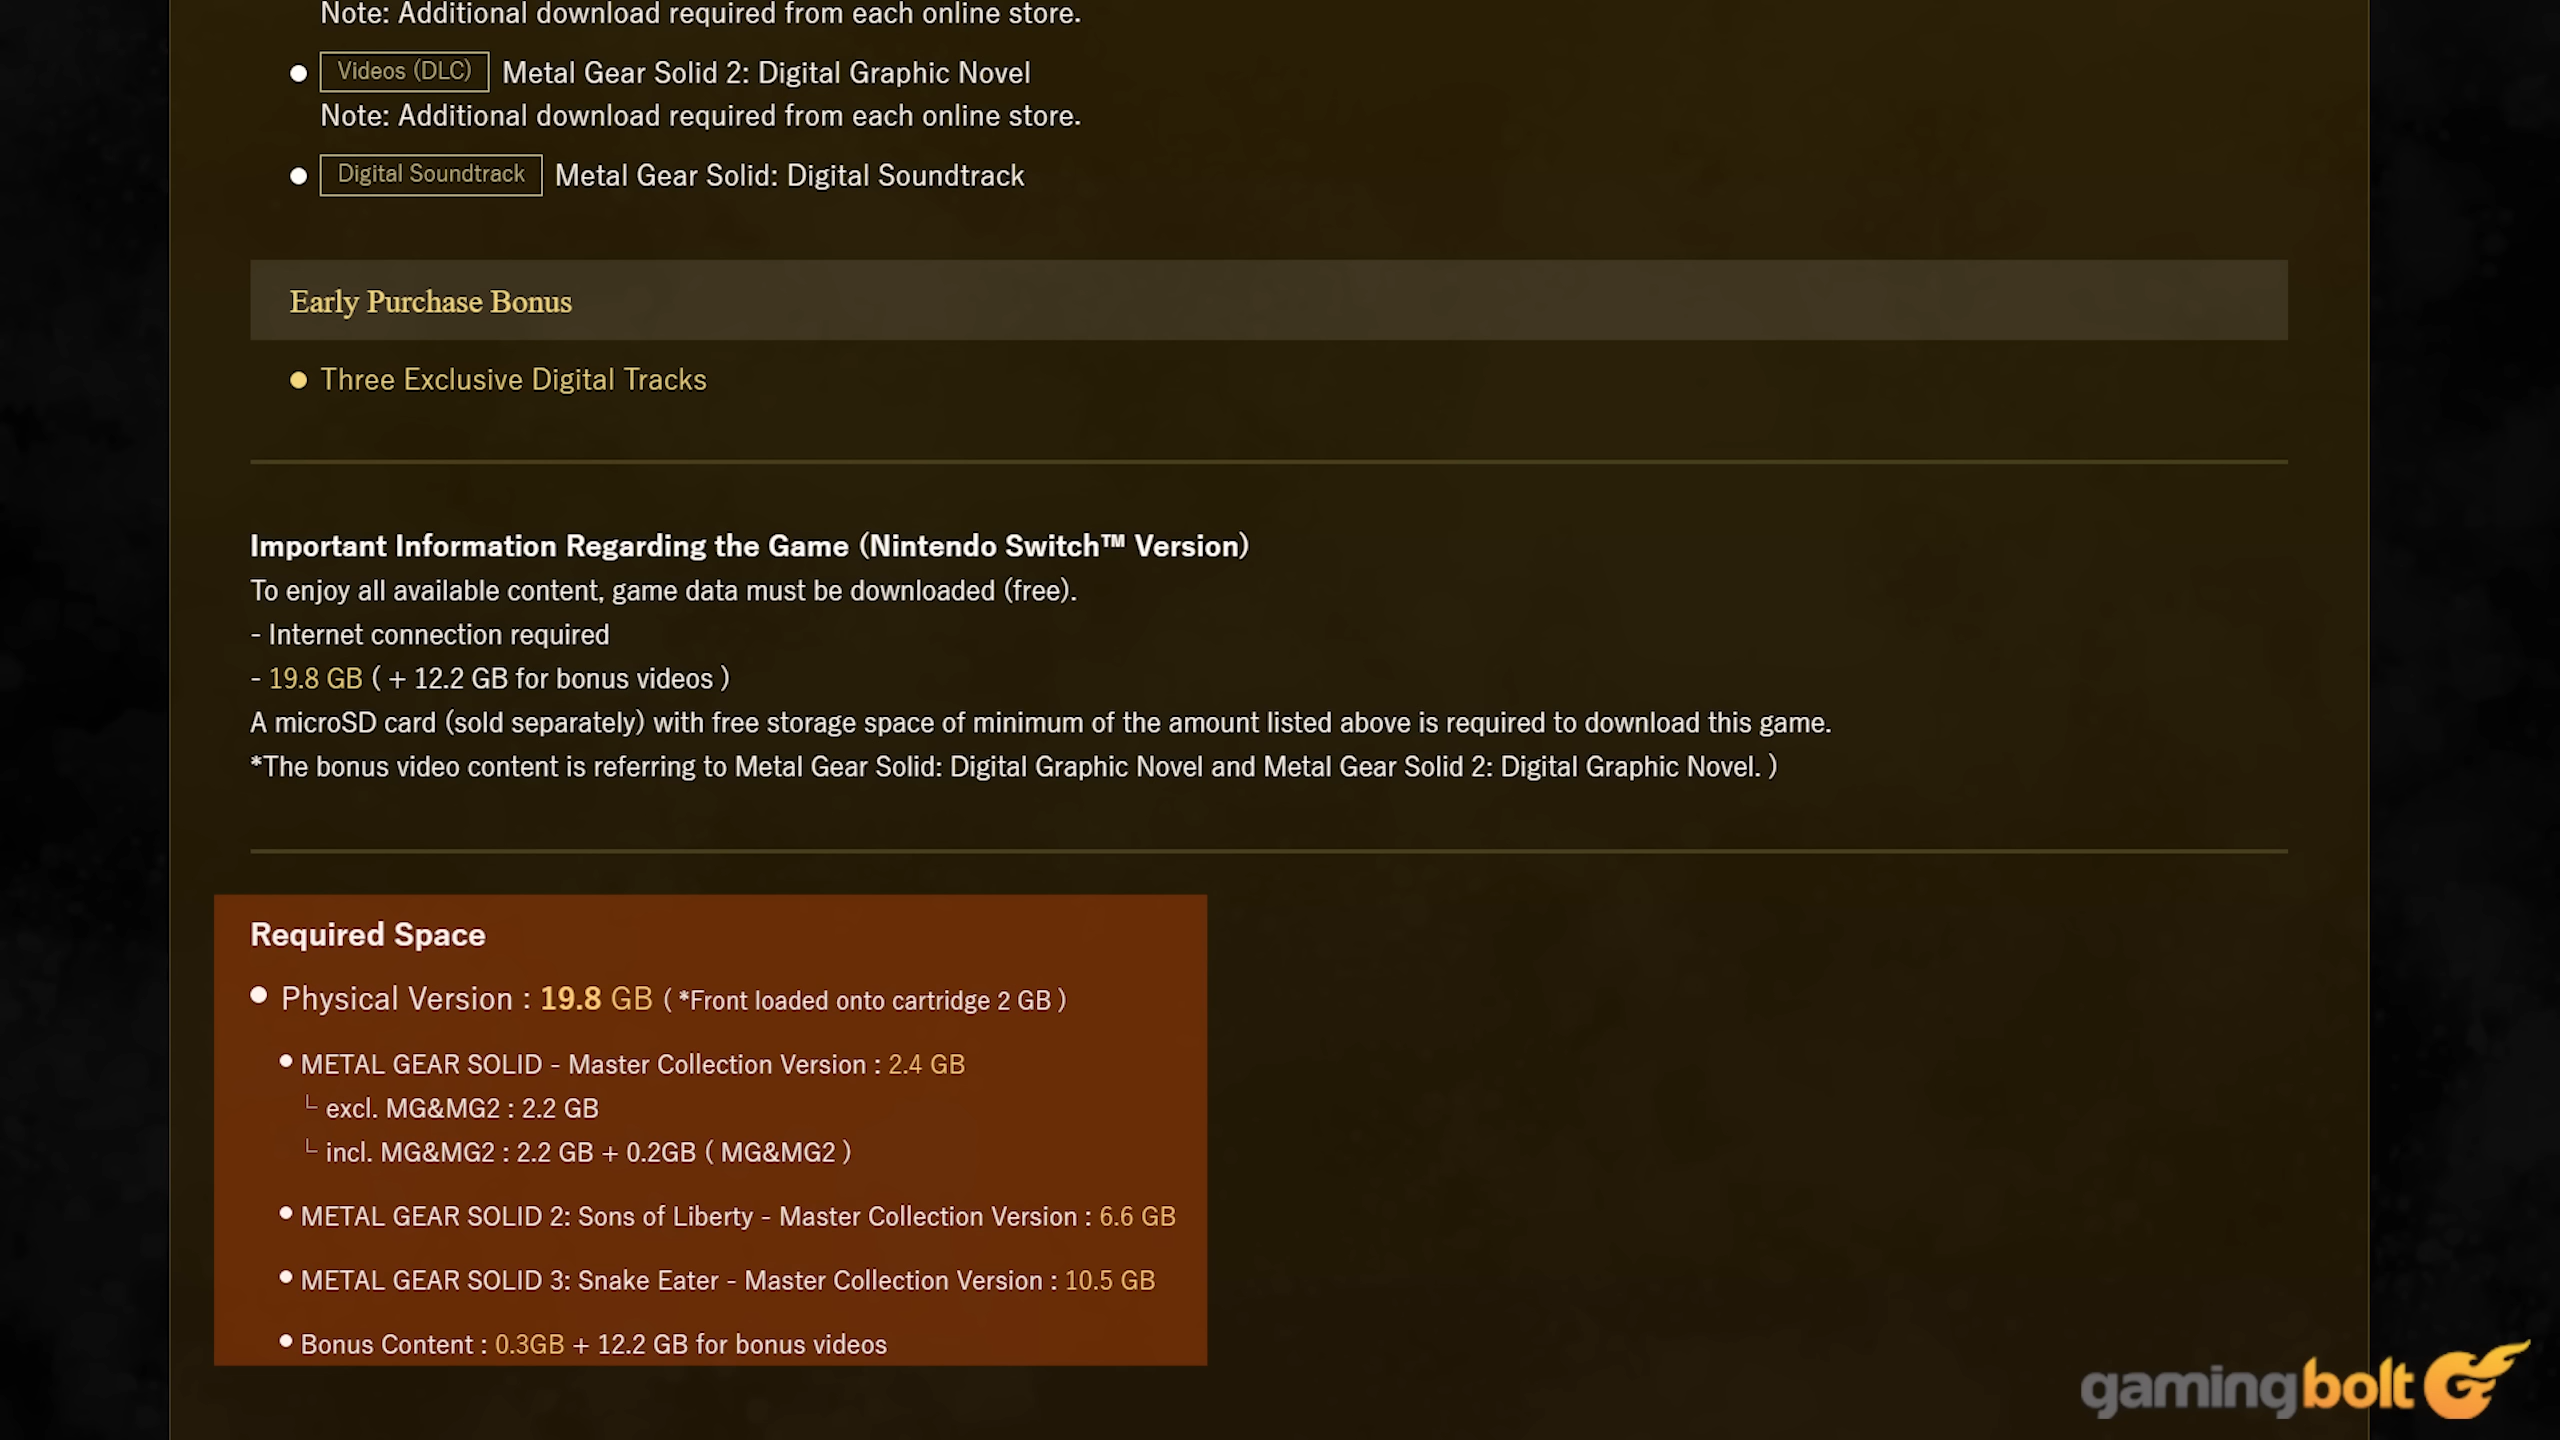 Note: Additional download required from each online store.
Videos (DLC) Metal Gear Solid 2: Digital Graphic Novel
Note: Additional download required from each online store.
Digital Soundtrack Metal Gear Solid: Digital Soundtrack
Early Purchase Bonus
Three Exclusive Digital Tracks
Important Information Regarding the Game (Nintendo Switch™ Version)
To enjoy all available content, game data must be downloaded (free).
- Internet connection required
- 19.8 GB ( + 12.2 GB for bonus videos )
A microSD card (sold separately) with free storage space of minimum of the amount listed above is required to download this game.
*The bonus video content is referring to Metal Gear Solid: Digital Graphic Novel and Metal Gear Solid 2: Digital Graphic Novel. )
Required Space
Physical Version : 19.8 GB ( *Front loaded onto cartridge 2 GB )
METAL GEAR SOLID - Master Collection Version : 2.4 GB
└ excl. MG&MG2 : 2.2 GB
└ incl. MG&MG2 : 2.2 GB + 0.2GB ( MG&MG2 )
METAL GEAR SOLID 2: Sons of Liberty - Master Collection Version : 6.6 GB
METAL GEAR SOLID 3: Snake Eater - Master Collection Version : 10.5 GB
Bonus Content : 0.3GB + 12.2 GB for bonus videos
gamingbolt